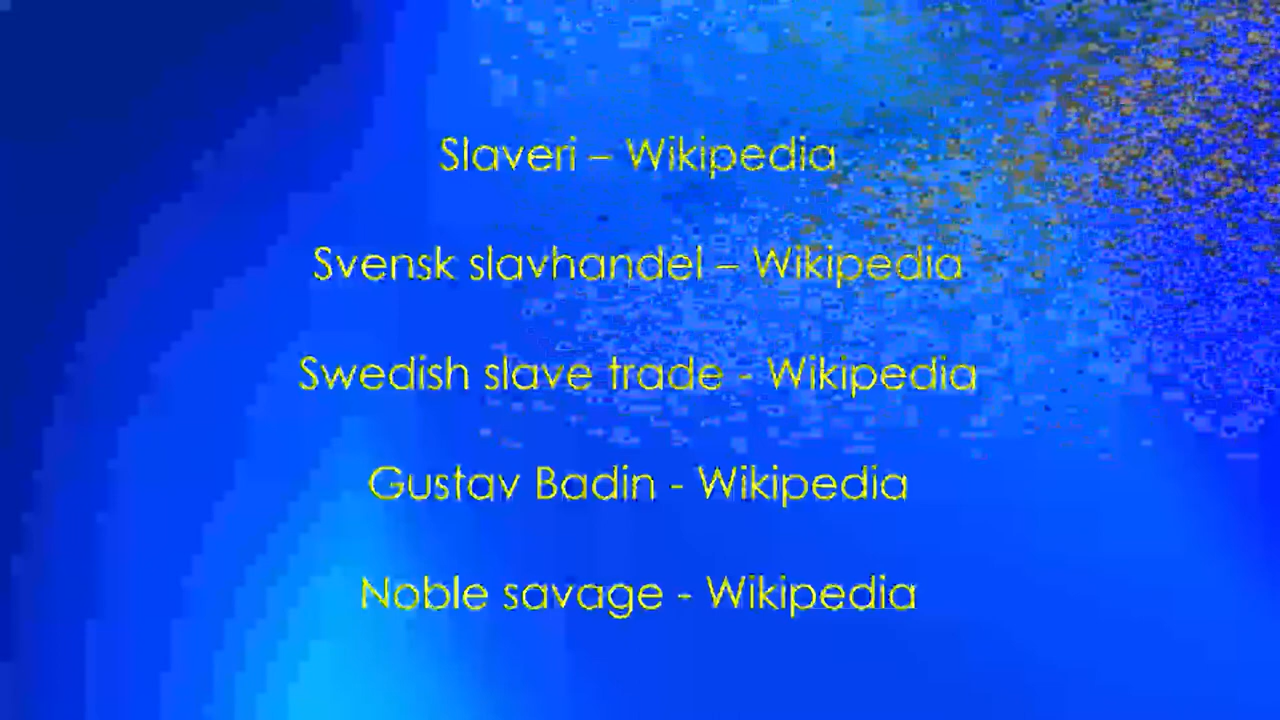 Slaveri – Wikipedia
Svensk slavhandel – Wikipedia
Swedish slave trade - Wikipedia
Gustav Badin - Wikipedia
Noble savage - Wikipedia